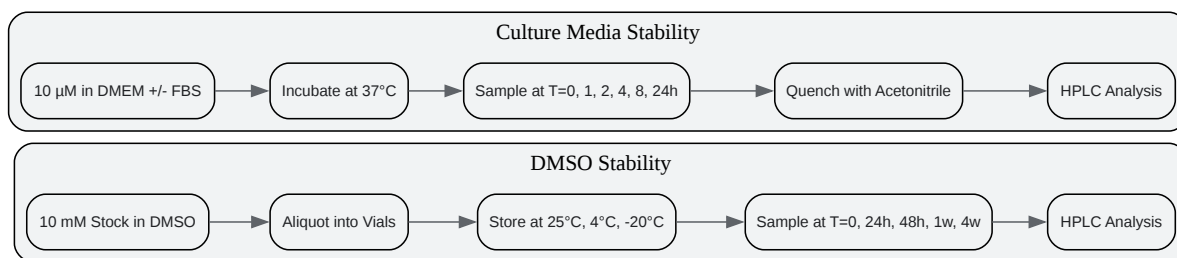 Culture Media Stability
10 µM in DMEM +/- FBS
Incubate at 37°C
Sample at T=0, 1, 2, 4, 8, 24h
Quench with Acetonitrile
HPLC Analysis
DMSO Stability
10 mM Stock in DMSO
Aliquot into Vials
Store at 25°C, 4°C, -20°C
Sample at T=0, 24h, 48h, 1w, 4w
HPLC Analysis